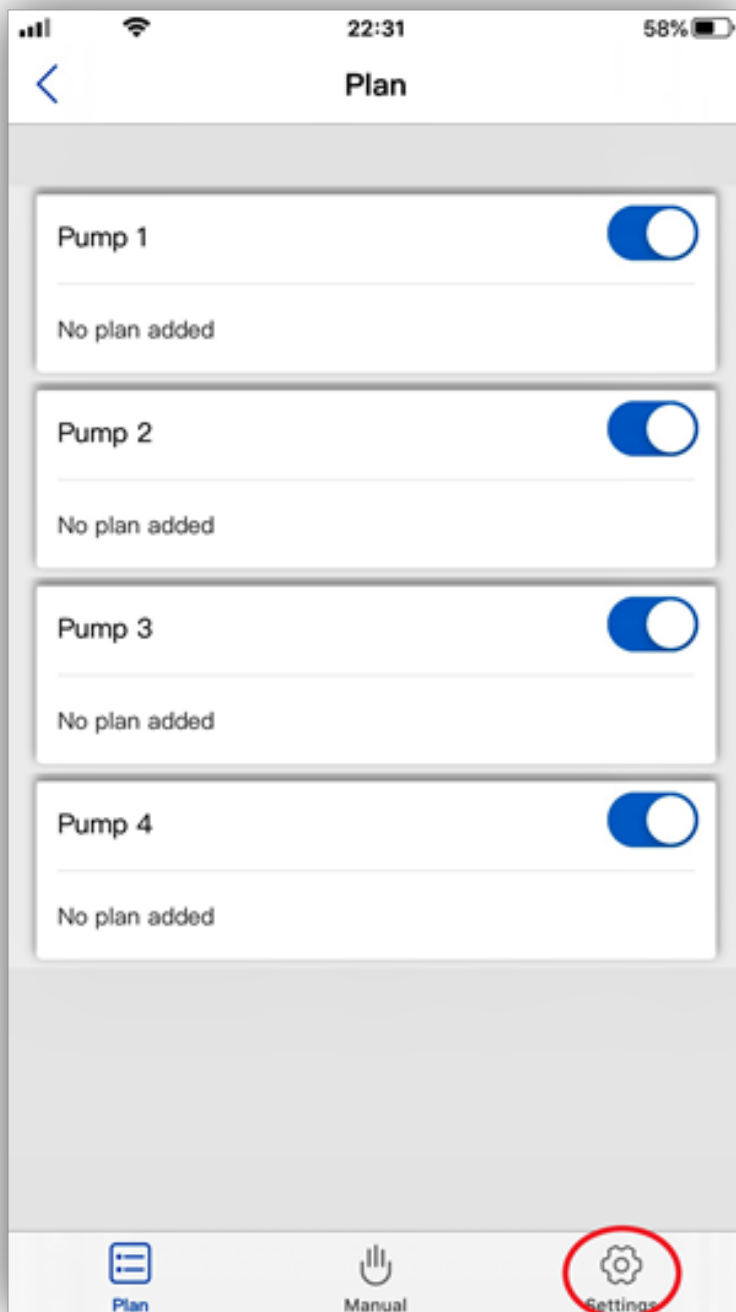 22:31 58%
Plan
Pump 1
No plan added
Pump 2
No plan added
Pump 3
No plan added
Pump 4
No plan added
Plan Manual Settings